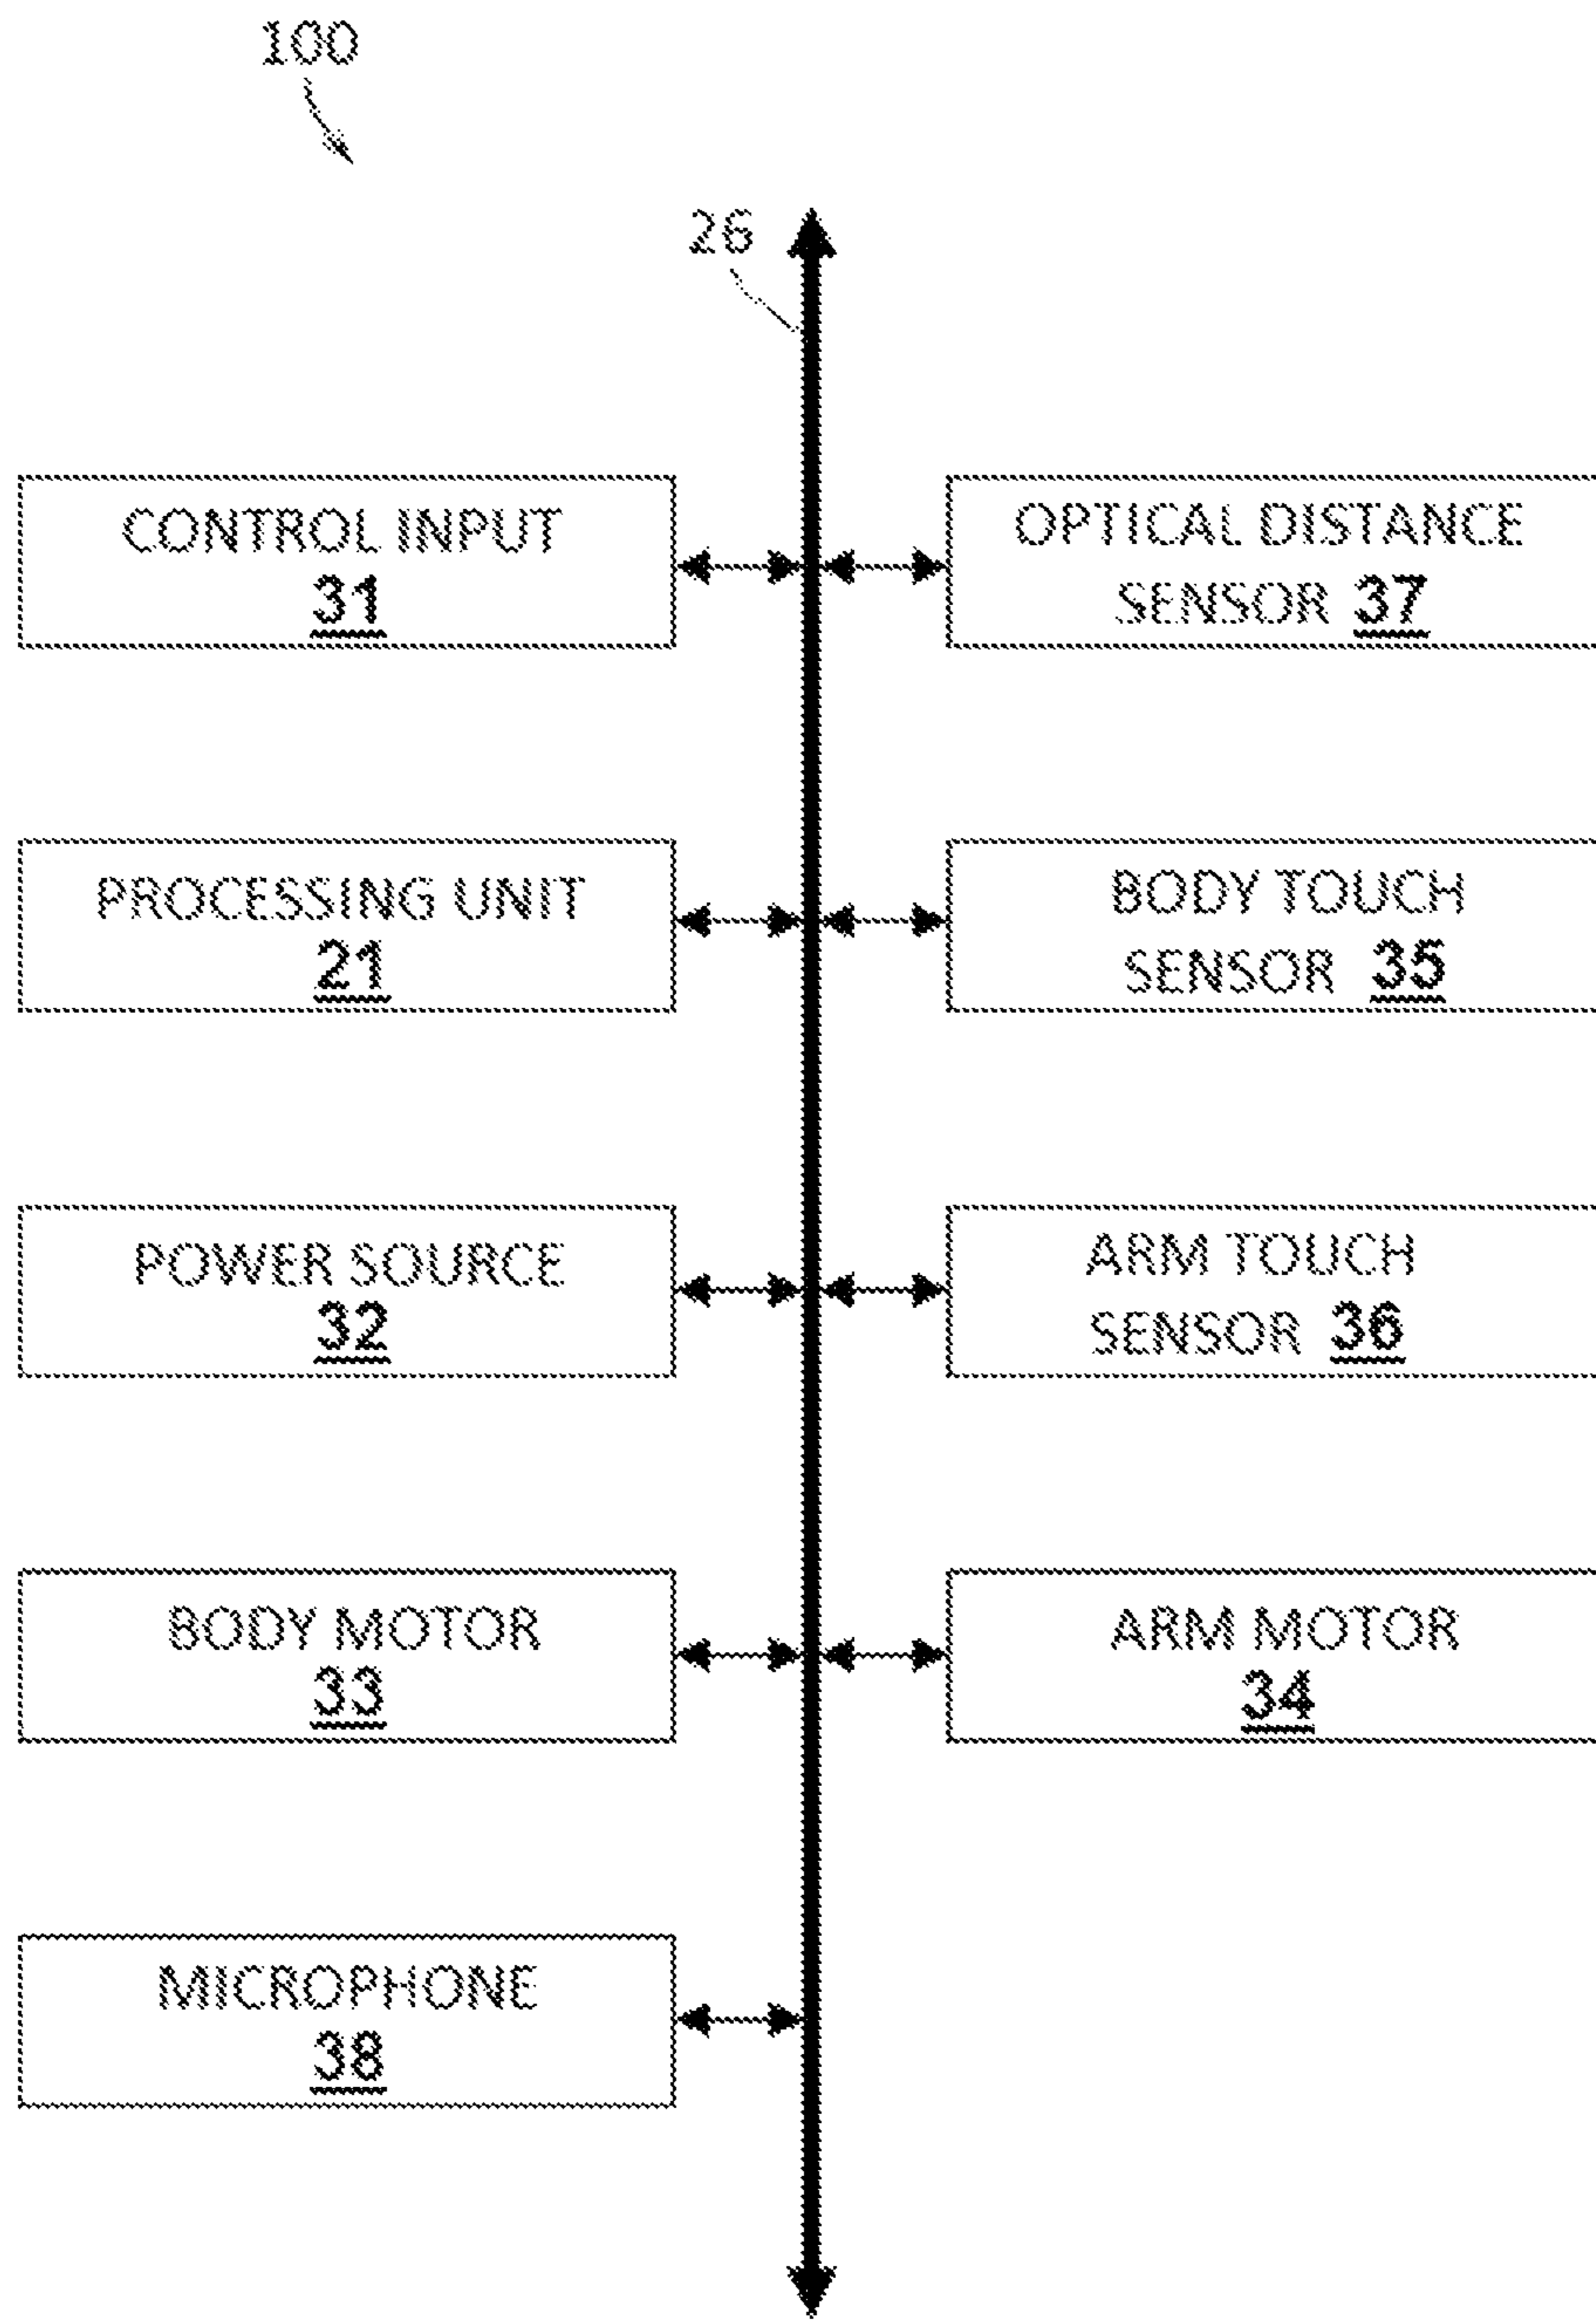 100
26
CONTROL INPUT
31
OPTICAL DISTANCE
SENSOR 37
PROCESSING UNIT
21
BODY TOUCH
SENSOR 35
POWER SOURCE
32
ARM TOUCH
SENSOR 36
BODY MOTOR
33
ARM MOTOR
34
MICROPHONE
38